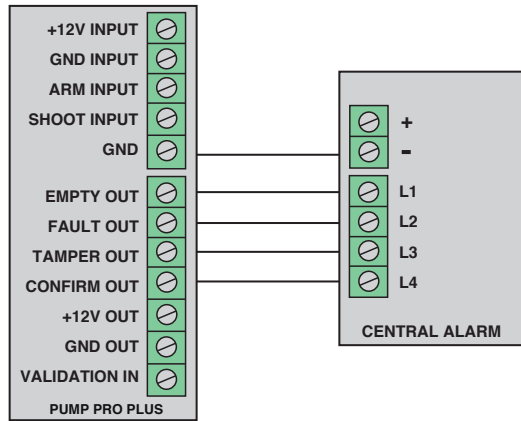 +12V INPUT
GND INPUT
ARM INPUT
SHOOT INPUT
GND
EMPTY OUT
FAULT OUT
TAMPER OUT
CONFIRM OUT
+12V OUT
GND OUT
VALIDATION IN
PUMP PRO PLUS
+
-
L1
L2
L3
L4
CENTRAL ALARM